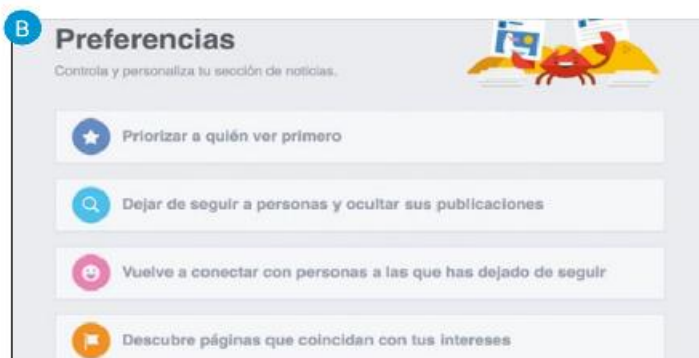 B
Preferencias
Controla y personaliza tu sección de noticias.
Priorizar a quién ver primero
Dejar de seguir a personas y ocultar sus publicaciones
Vuelve a conectar con personas a las que has dejado de seguir
Descubre páginas que coincidan con tus intereses